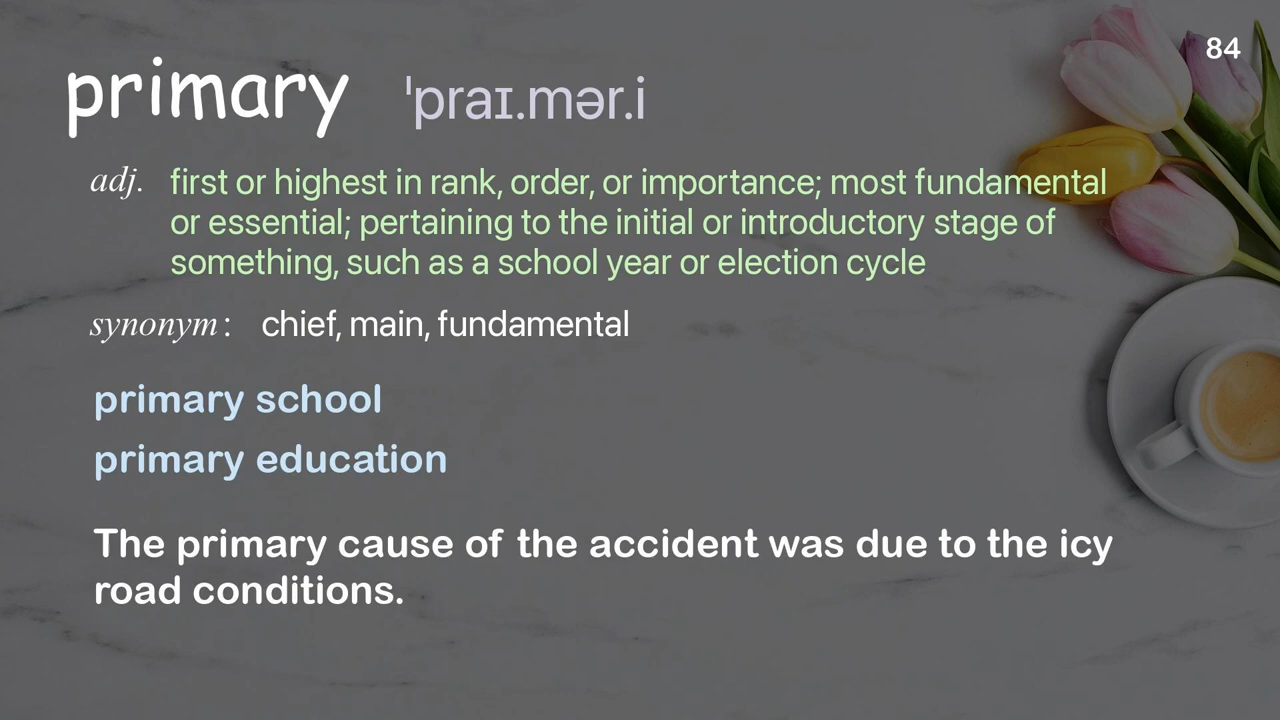 84
primary ˈpraɪ.mər.i
adj. first or highest in rank, order, or importance; most fundamental
or essential; pertaining to the initial or introductory stage of
something, such as a school year or election cycle
synonym: chief, main, fundamental
primary school
primary education
The primary cause of the accident was due to the icy
road conditions.